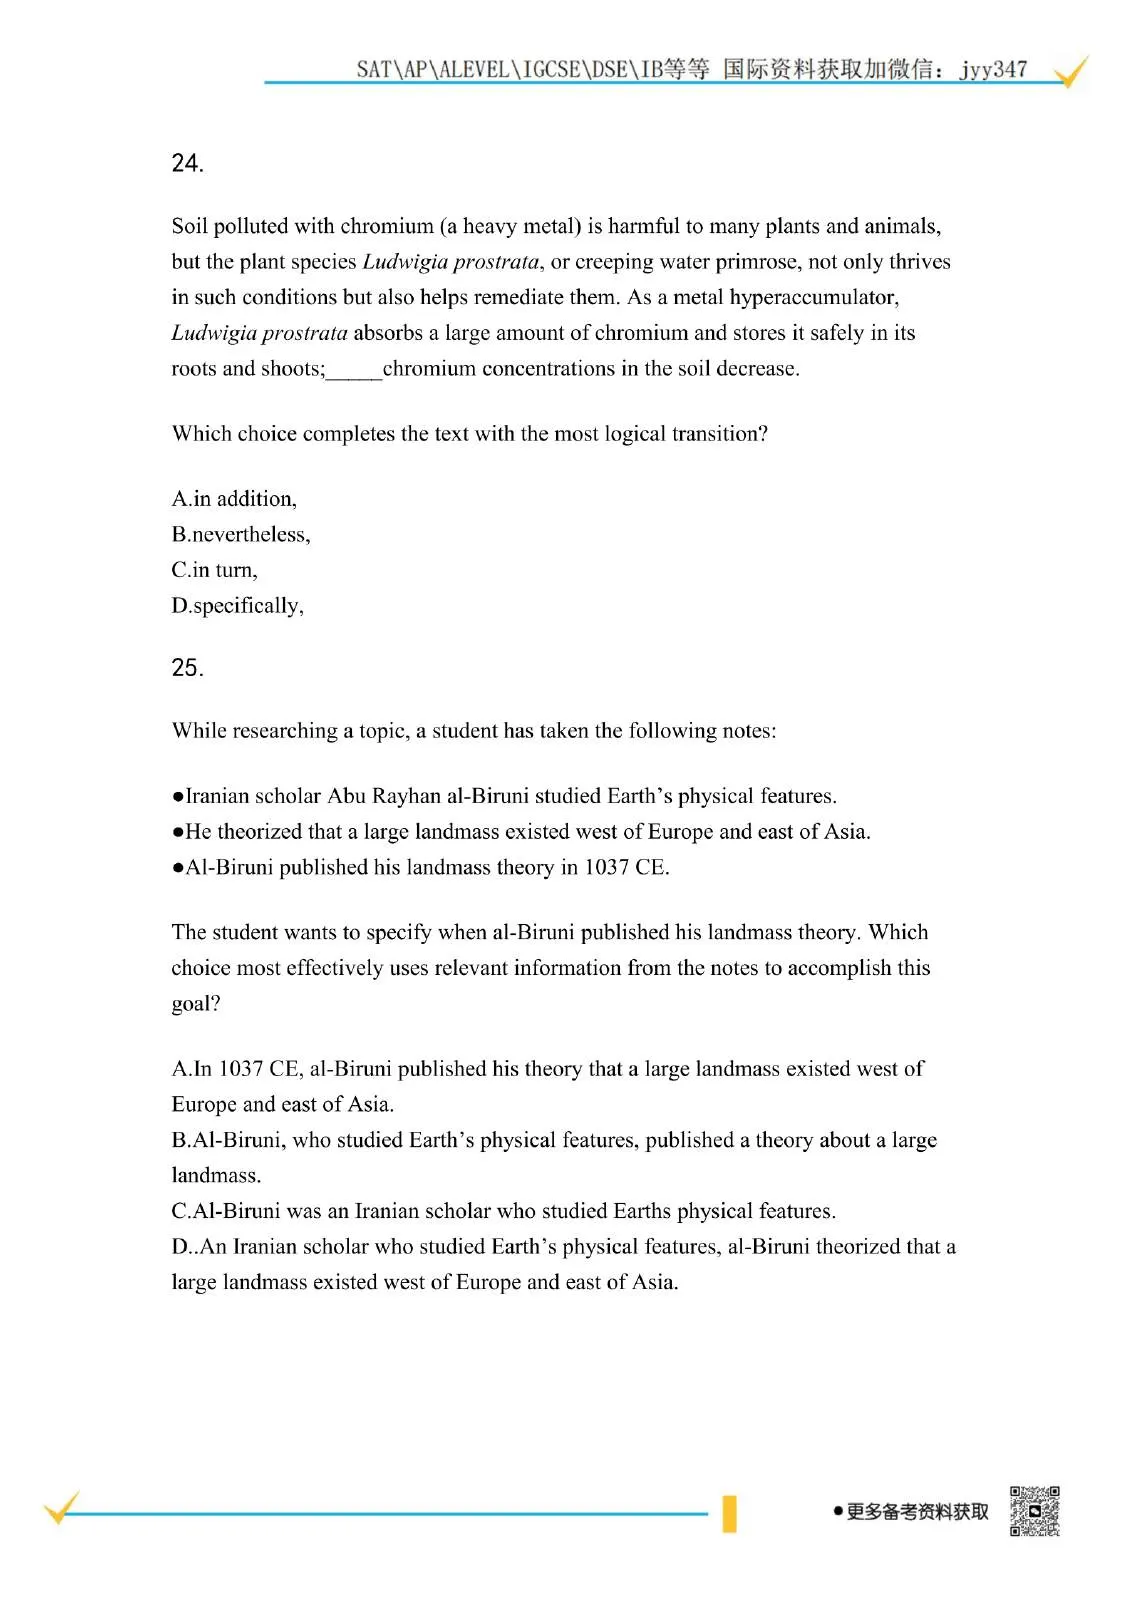 SAT\AP\ALEVEL\IGCSE\DSE\IB等等 国际资料获取加微信：jyy347
24.
Soil polluted with chromium (a heavy metal) is harmful to many plants and animals,
but the plant species Ludwigia prostrata, or creeping water primrose, not only thrives
in such conditions but also helps remediate them. As a metal hyperaccumulator,
Ludwigia prostrata absorbs a large amount of chromium and stores it safely in its
roots and shoots;_____chromium concentrations in the soil decrease.
Which choice completes the text with the most logical transition?
A.in addition,
B.nevertheless,
C.in turn,
D.specifically,
25.
While researching a topic, a student has taken the following notes:
●Iranian scholar Abu Rayhan al-Biruni studied Earth’s physical features.
●He theorized that a large landmass existed west of Europe and east of Asia.
●Al-Biruni published his landmass theory in 1037 CE.
The student wants to specify when al-Biruni published his landmass theory. Which
choice most effectively uses relevant information from the notes to accomplish this
goal?
A.In 1037 CE, al-Biruni published his theory that a large landmass existed west of
Europe and east of Asia.
B.Al-Biruni, who studied Earth’s physical features, published a theory about a large
landmass.
C.Al-Biruni was an Iranian scholar who studied Earths physical features.
D..An Iranian scholar who studied Earth’s physical features, al-Biruni theorized that a
large landmass existed west of Europe and east of Asia.
●更多备考资料获取